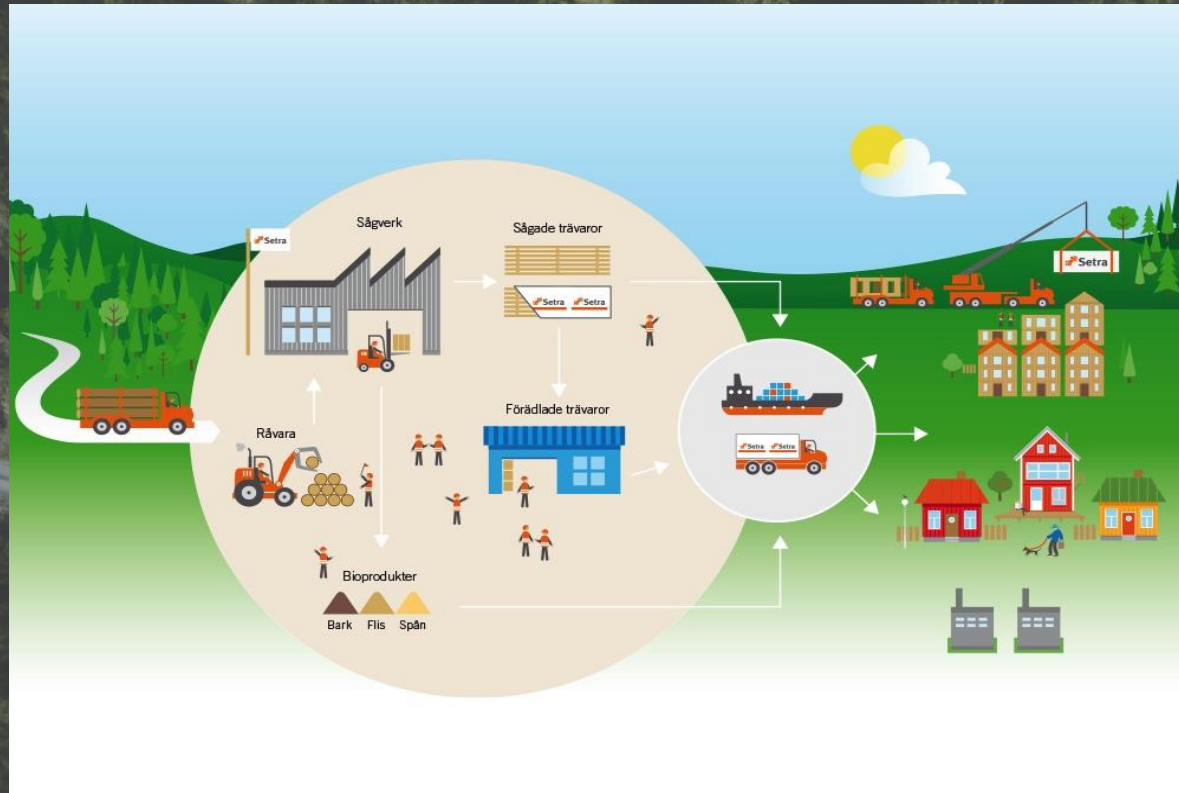 Sågverk
Setra
Sågade trävaror
Setra Setra
Setra
Råvara
Förädlade trävaror
Setra Setra
Bioprodukter
Bark Flis Spån